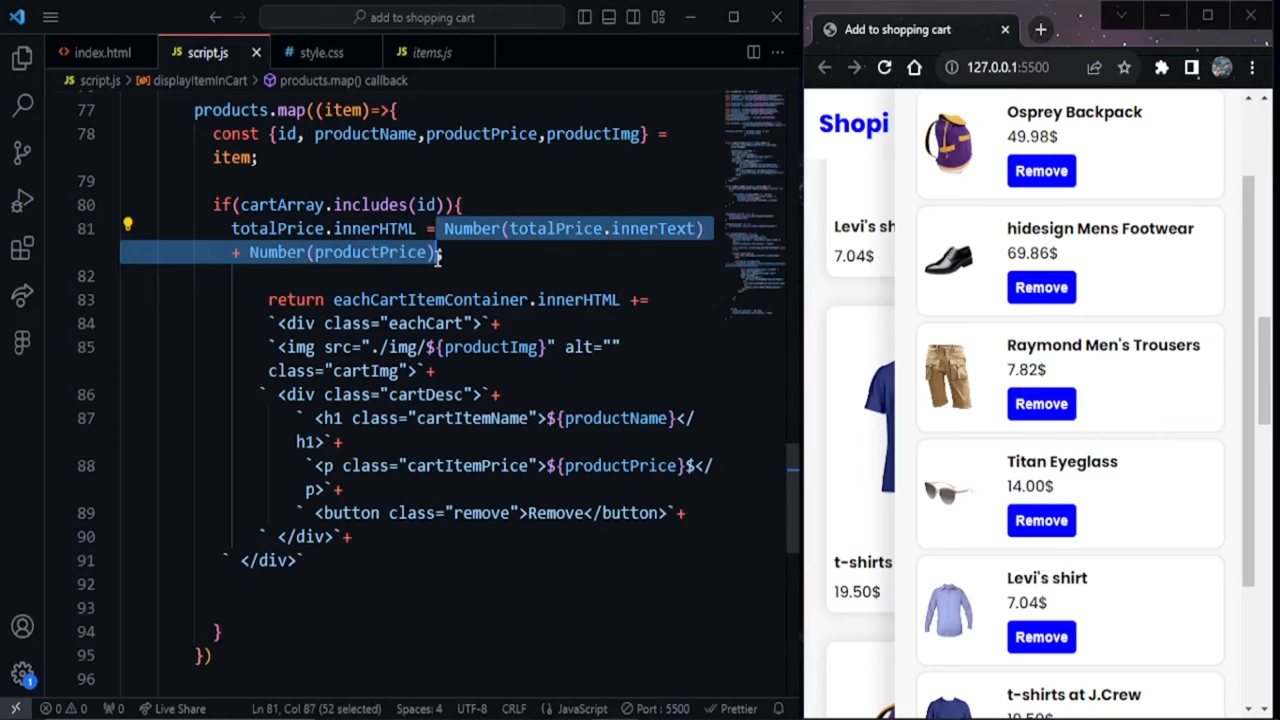 add to shopping cart
index.html
script.js
style.css
items.js
script.js > displayItemInCart > products.map() callback
77 products.map((item)=>{
78 const {id, productName,productPrice,productImg} =
item;
79
80 if(cartArray.includes(id)){
81 totalPrice.innerHTML = Number(totalPrice.innerText)
+ Number(productPrice);
82
83 return eachCartItemContainer.innerHTML +=
84 `<div class="eachCart">`+
85 `<img src="./img/${productImg}" alt=""
class="cartImg">`+
86 ` <div class="cartDesc">`+
87 ` <h1 class="cartItemName">${productName}</
h1>`+
88 `<p class="cartItemPrice">${productPrice}$</
p>`+
89 ` <button class="remove">Remove</button>`+
90 ` </div>`+
91 ` </div>`
92
93
94 }
95 })
96
1
0 0 0 Live Share
Ln 81, Col 87 (52 selected)
Spaces: 4
UTF-8
CRLF
JavaScript
Port : 5500
Prettier
Add to shopping cart
127.0.0.1:5500
Shopi
Levi's sh
7.04$
t-shirts
19.50$
Osprey Backpack
49.98$
Remove
hidesign Mens Footwear
69.86$
Remove
Raymond Men's Trousers
7.82$
Remove
Titan Eyeglass
14.00$
Remove
Levi's shirt
7.04$
Remove
t-shirts at J.Crew
19.50$